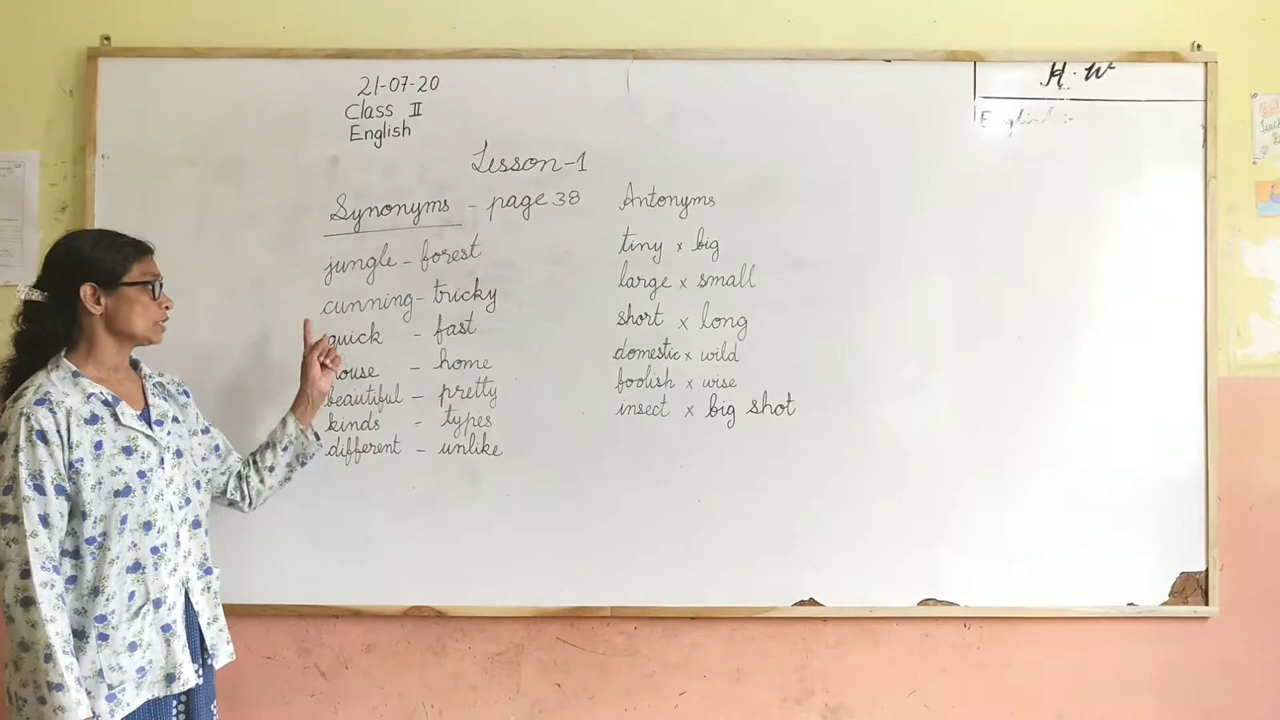 21-07-20
Class II
English
Lesson-1
Synonyms - page 38
jungle - forest
cunning - tricky
quick - fast
house - home
beautiful - pretty
kinds - types
different - unlike
Antonyms
tiny x big
large x small
short x long
domestic x wild
foolish x wise
insect x big shot
H.W
English